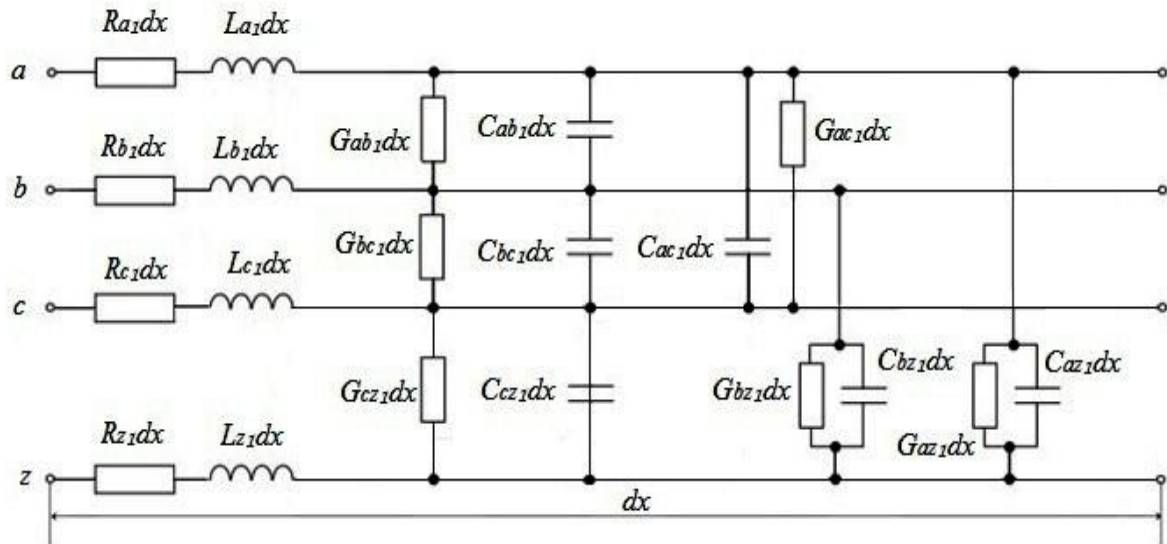 Ra1dx La1dx
a
Gab1dx Cab1dx Gac1dx
Rb1dx Lb1dx
b
Gbc1dx Cbc1dx Cac1dx
Rc1dx Lc1dx
c
Gcz1dx Ccz1dx Gbz1dx Cbz1dx Caz1dx
Gaz1dx
Rz1dx Lz1dx
z
dx